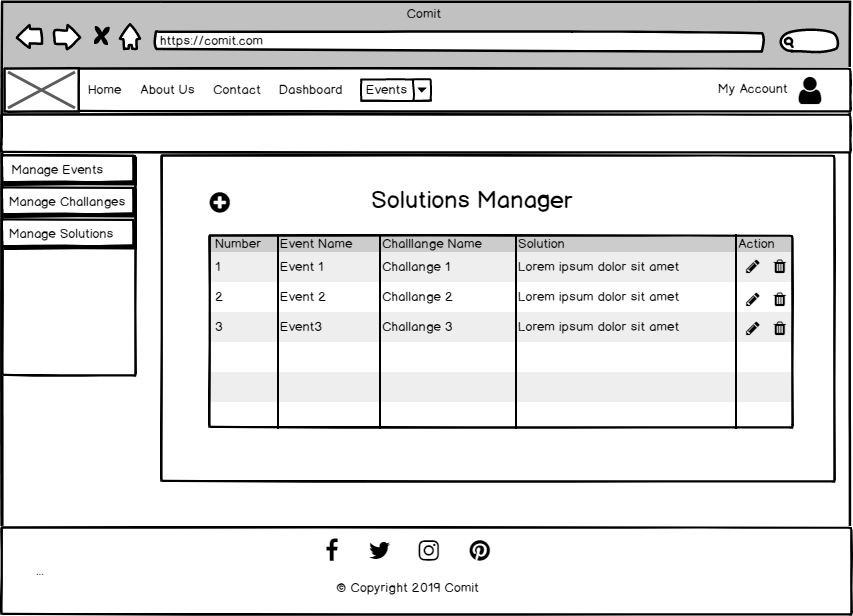 Comit
https://comit.com
Home About Us Contact Dashboard Events My Account
Manage Events
Manage Challanges
Manage Solutions
Solutions Manager
Number Event Name Challlange Name Solution Action
1 Event 1 Challange 1 Lorem ipsum dolor sit amet
2 Event 2 Challange 2 Lorem ipsum dolor sit amet
3 Event3 Challange 3 Lorem ipsum dolor sit amet
...
© Copyright 2019 Comit